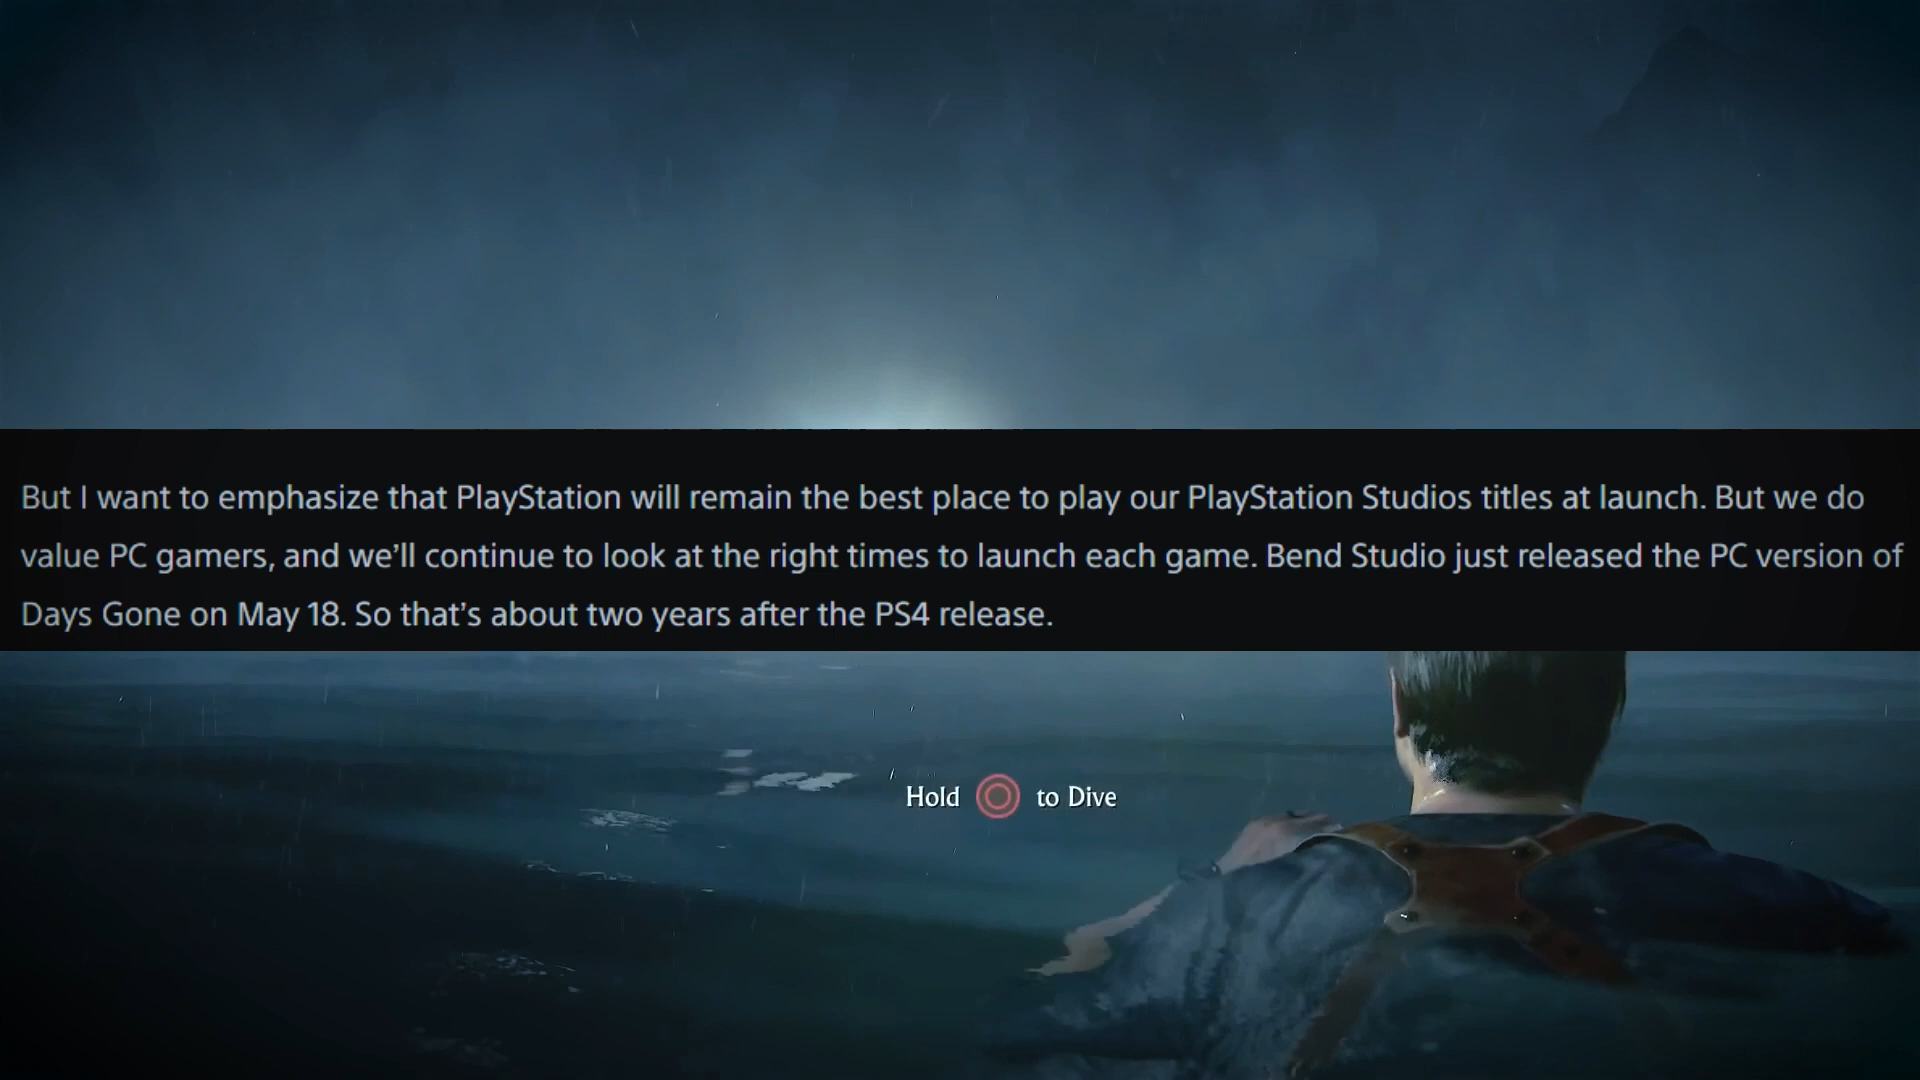 But I want to emphasize that PlayStation will remain the best place to play our PlayStation Studios titles at launch. But we do
value PC gamers, and we’ll continue to look at the right times to launch each game. Bend Studio just released the PC version of
Days Gone on May 18. So that’s about two years after the PS4 release.
Hold to Dive